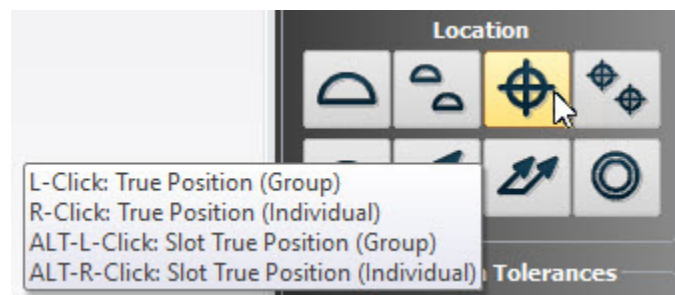 Location
L-Click: True Position (Group)
R-Click: True Position (Individual)
ALT-L-Click: Slot True Position (Group)
ALT-R-Click: Slot True Position (Individual)
Tolerances